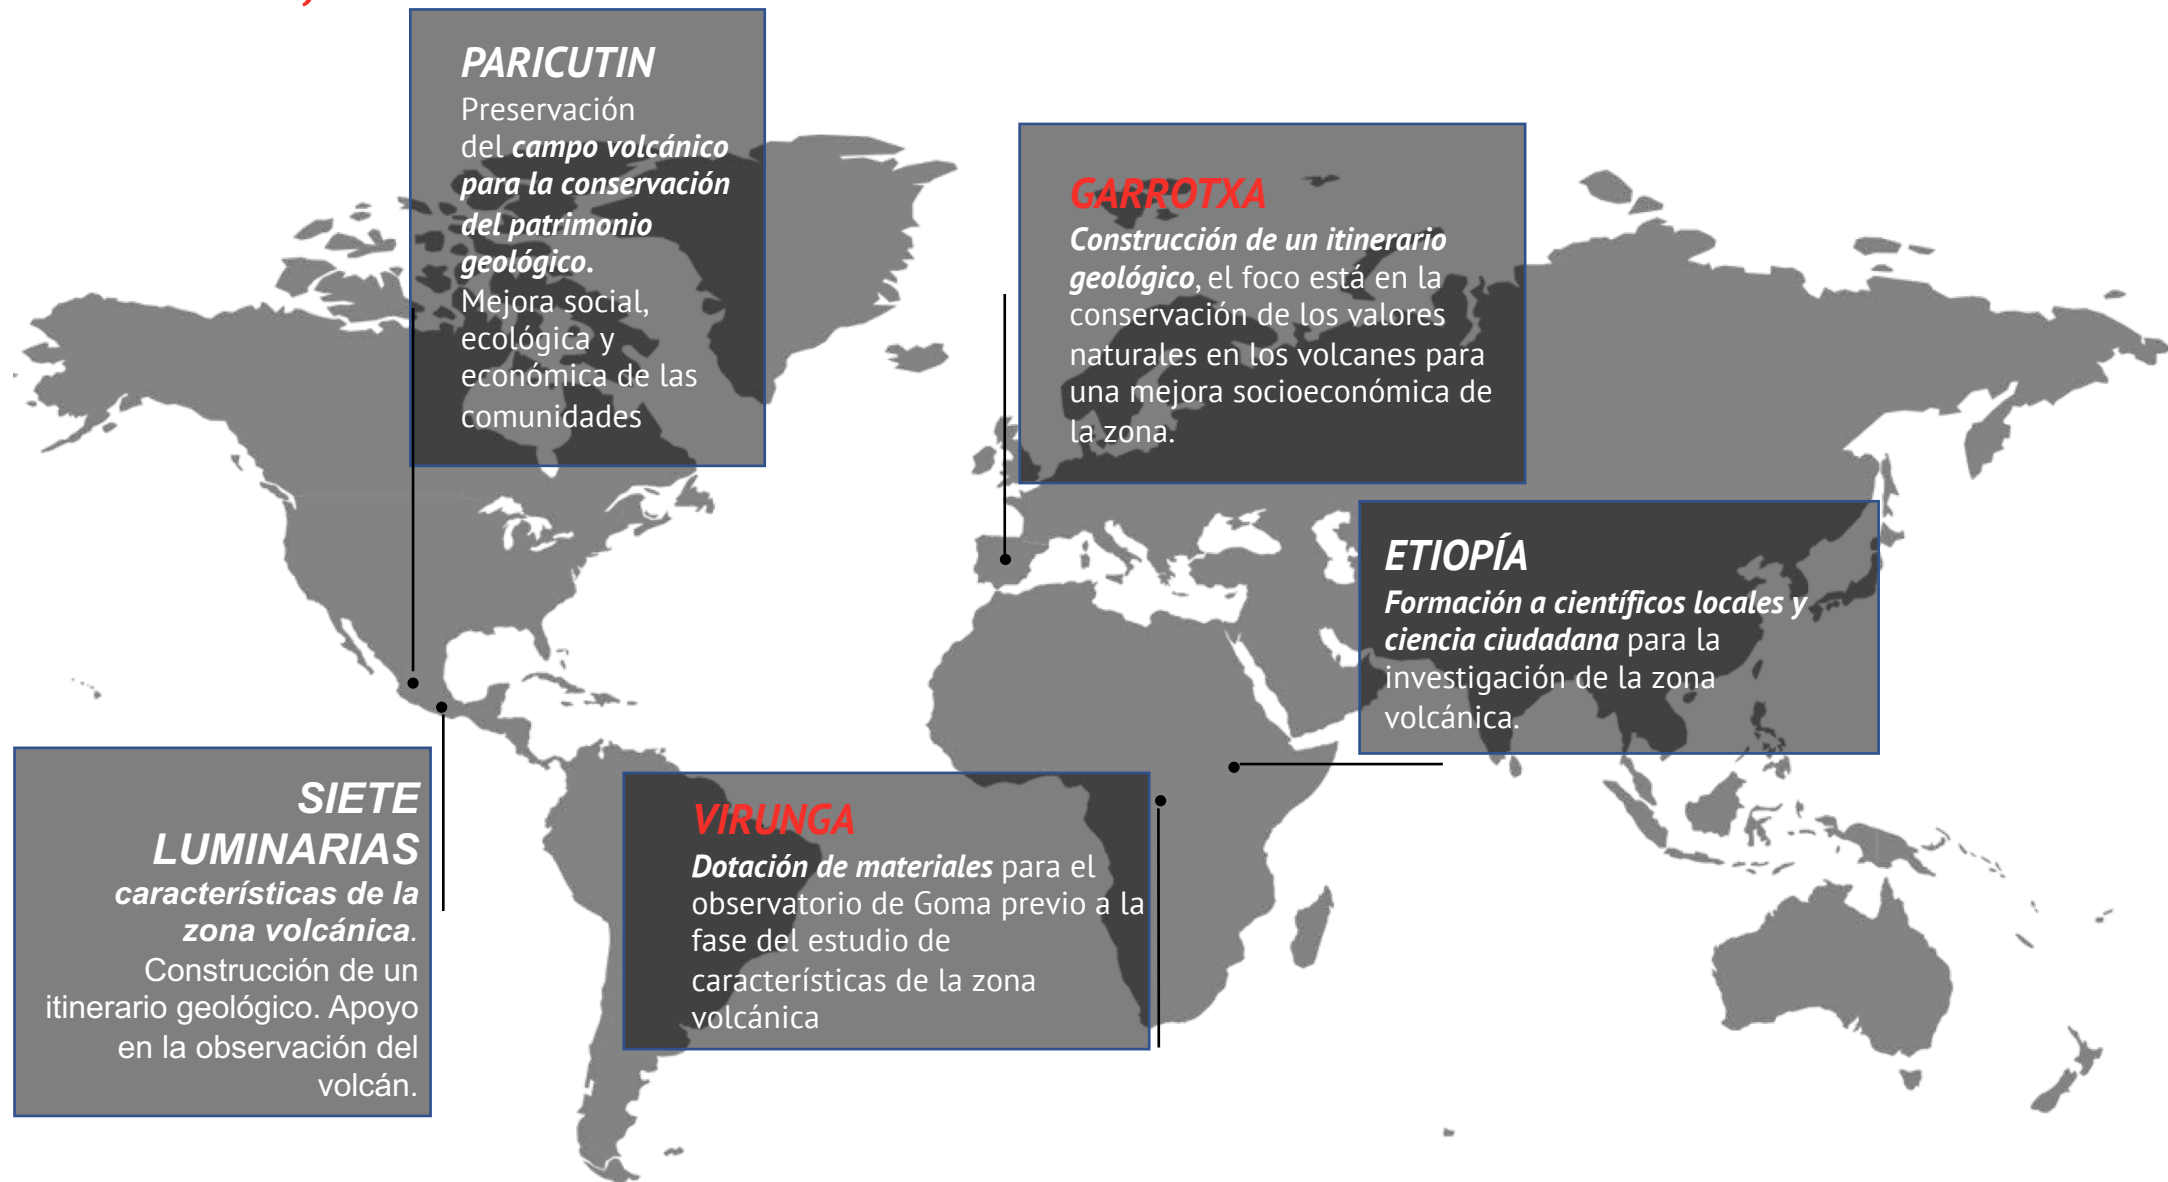 PARICUTIN
Preservación
del campo volcánico
para la conservación
del patrimonio
geológico.
Mejora social,
ecológica y
económica de las
comunidades
GARROTXA
Construcción de un itinerario
geológico, el foco está en la
conservación de los valores
naturales en los volcanes para
una mejora socioeconómica de
la zona.
ETIOPÍA
Formación a científicos locales y
ciencia ciudadana para la
investigación de la zona
volcánica.
SIETE
LUMINARIAS
características de la
zona volcánica.
Construcción de un
itinerario geológico. Apoyo
en la observación del
volcán.
VIRUNGA
Dotación de materiales para el
observatorio de Goma previo a la
fase del estudio de
características de la zona
volcánica